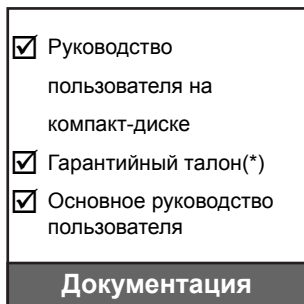 Руководство
пользователя на
компакт-диске
Гарантийный талон(*)
Основное руководство
пользователя
Документация